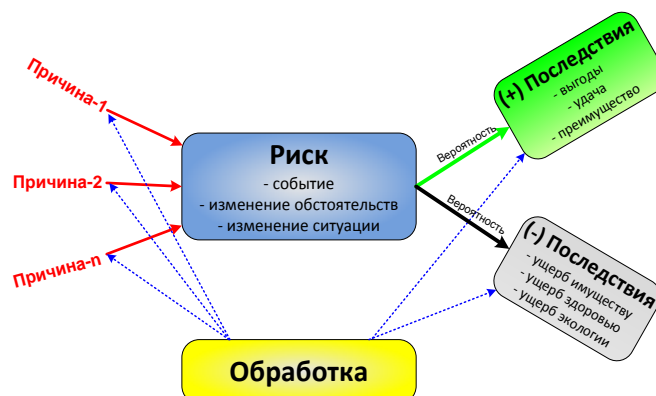 Причина-1
Причина-2
Причина-n
Риск
- событие
- изменение обстоятельств
- изменение ситуации
Вероятность
Вероятность
(+) Последствия
- выгоды
- удача
- преимущество
(-) Последствия
- ущерб имуществу
- ущерб здоровью
- ущерб экологии
Обработка